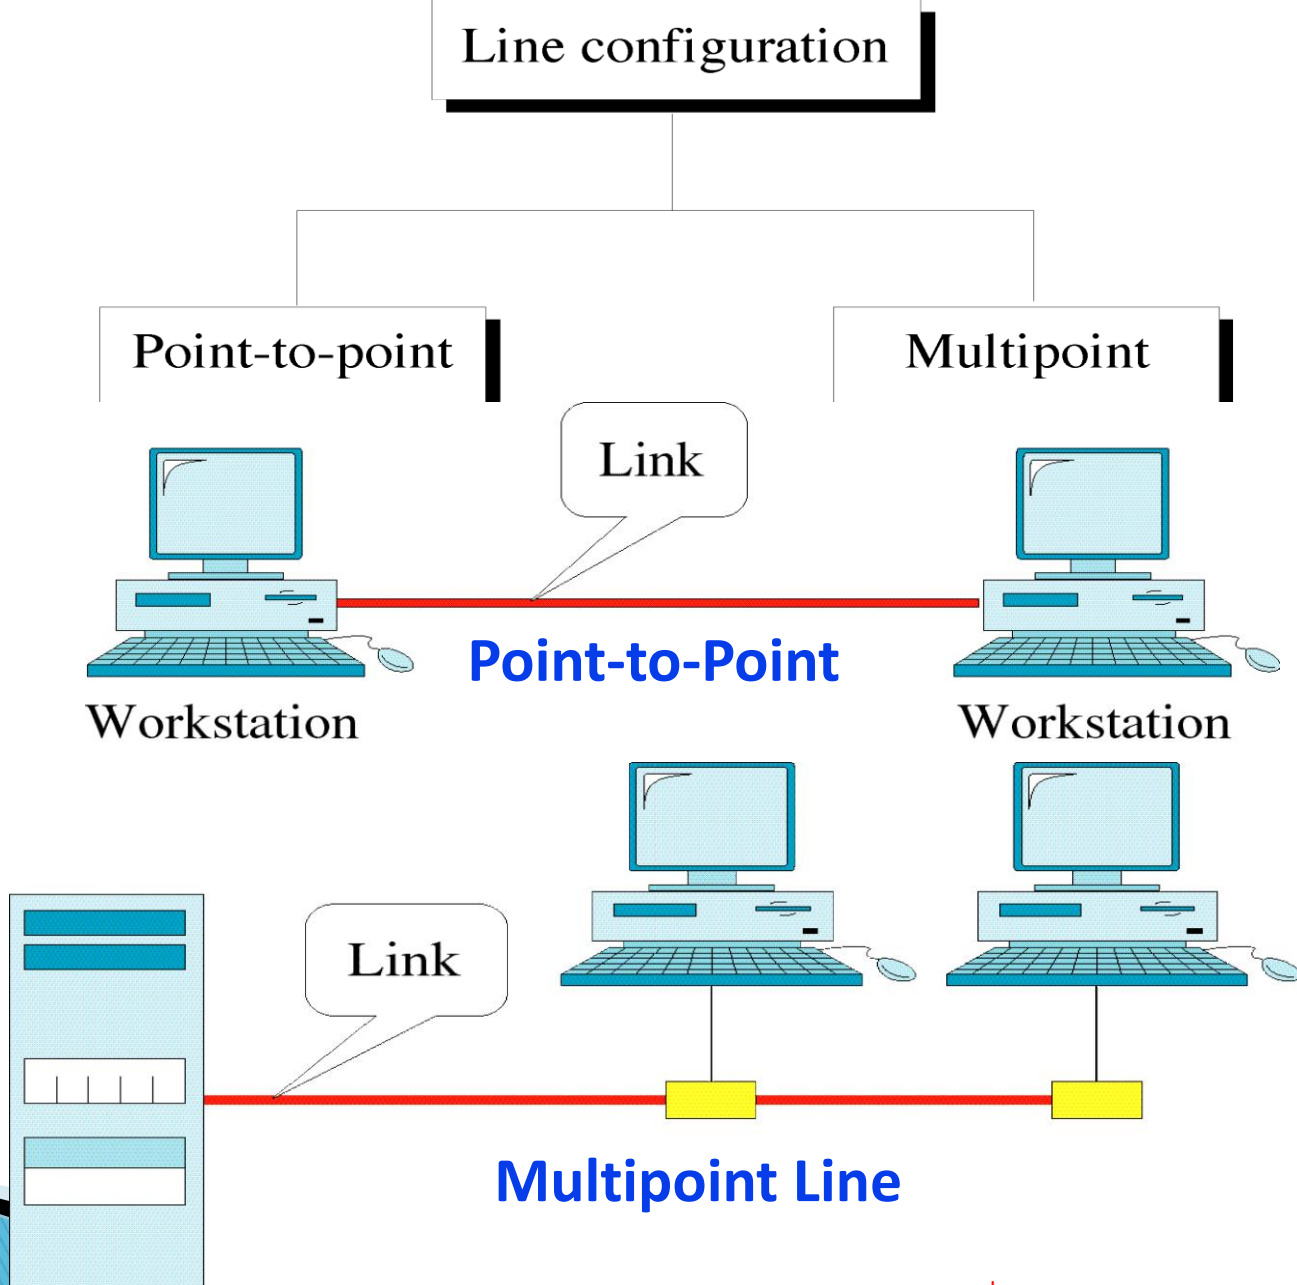 Line configuration
Point-to-point
Multipoint
Link
Point-to-Point
Workstation
Workstation
Link
Multipoint Line